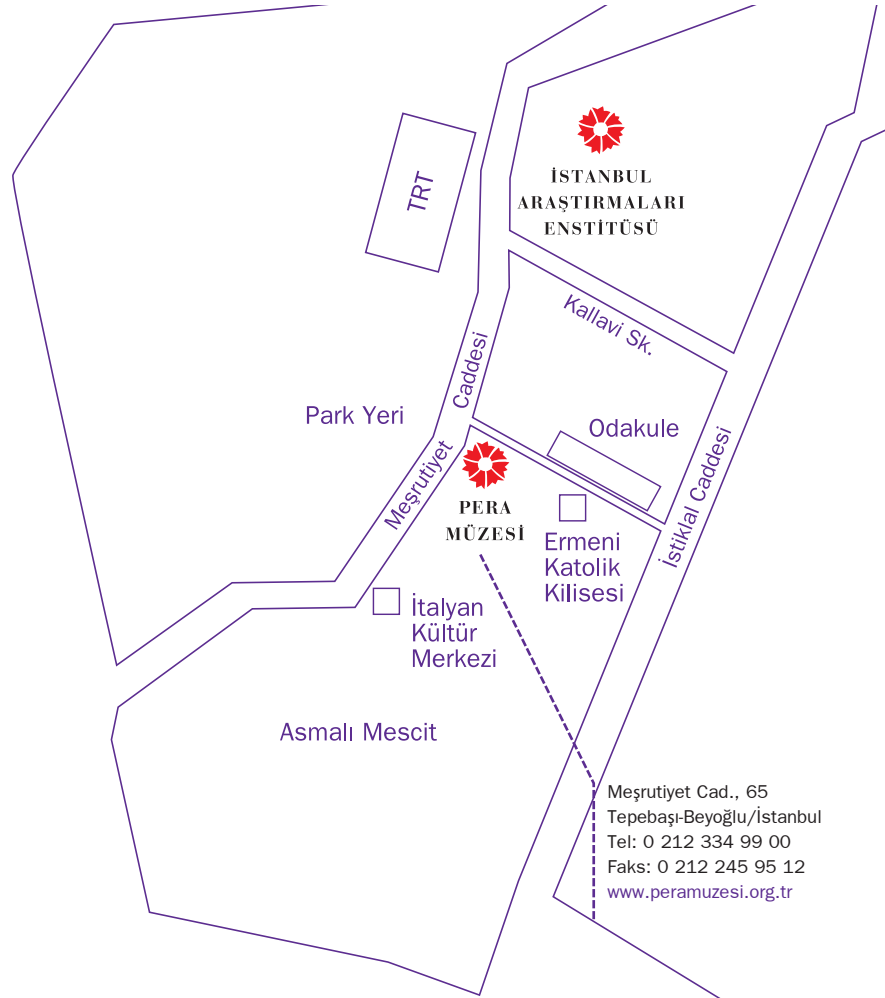 İSTANBUL
ARAŞTIRMALARI
ENSTİTÜSÜ
TRT
Kallavi Sk.
Caddesi
Park Yeri
Odakule
Meşrutiyet
İstiklal Caddesi
PERA
MÜZESİ
Ermeni
Katolik
Kilisesi
İtalyan
Kültür
Merkezi
Asmalı Mescit
Meşrutiyet Cad., 65
Tepebaşı-Beyoğlu/İstanbul
Tel: 0 212 334 99 00
Faks: 0 212 245 95 12
www.peramuzesi.org.tr